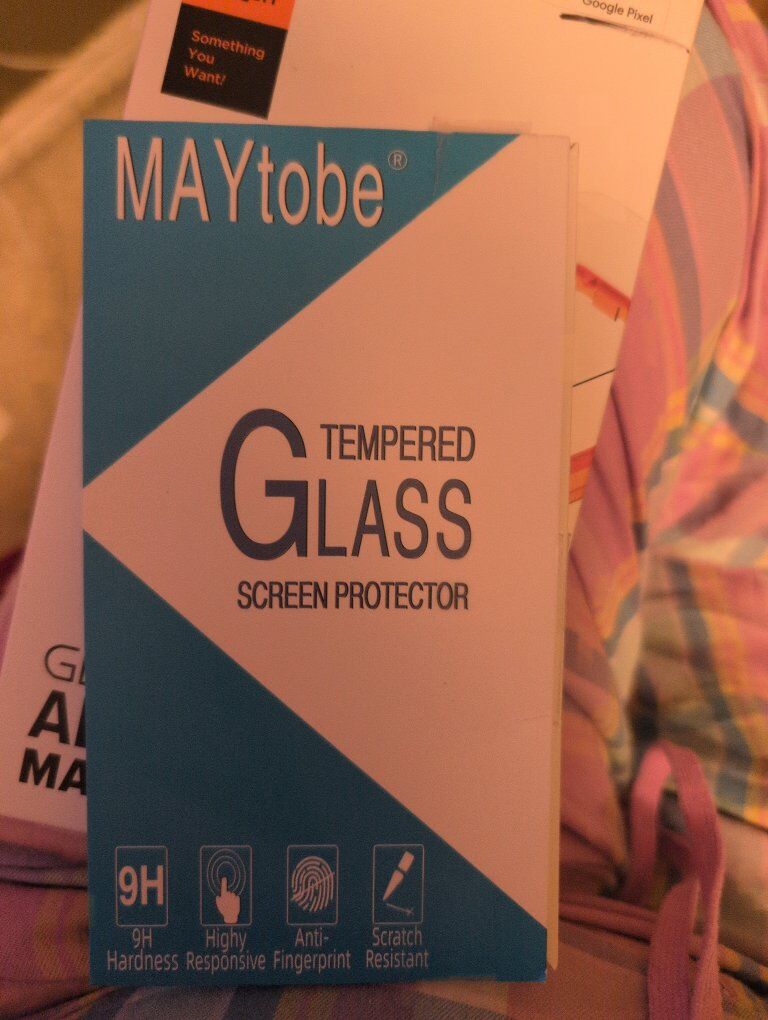 Something
You
Want!
Google Pixel
MAYtobe®
TEMPERED
GLASS
SCREEN PROTECTOR
9H
9H
Hardness
Highy
Responsive
Anti-
Fingerprint
Scratch
Resistant